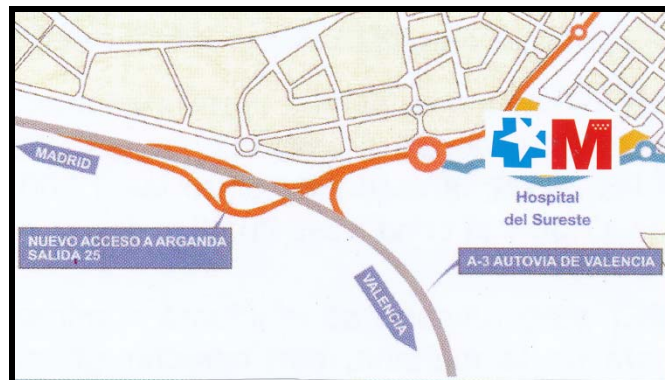 MADRID
M
Hospital
del Sureste
NUEVO ACCESO A ARGANDA
SALIDA 25
A-3 AUTOVIA DE VALENCIA
VALENCIA